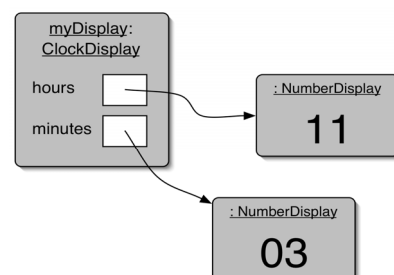 myDisplay:
ClockDisplay
hours
minutes
: NumberDisplay
11
: NumberDisplay
03